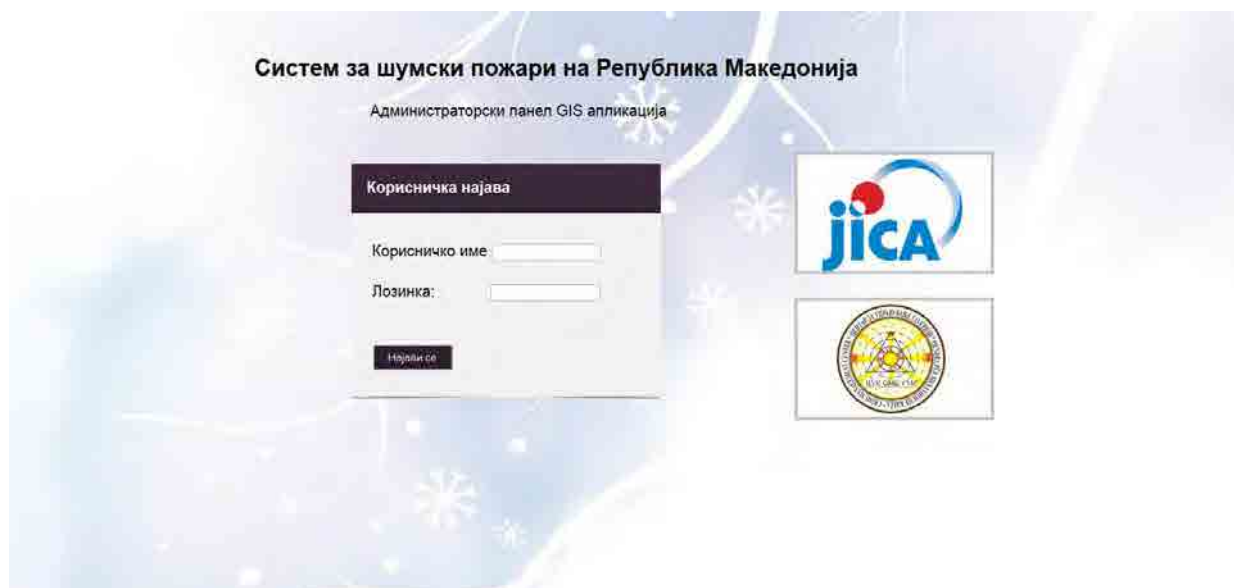 Систем за шумски пожари на Република Македонија
Администраторски панел GIS апликација
Корисничка најава
Корисничко име
Лозинка:
Најави се
jica